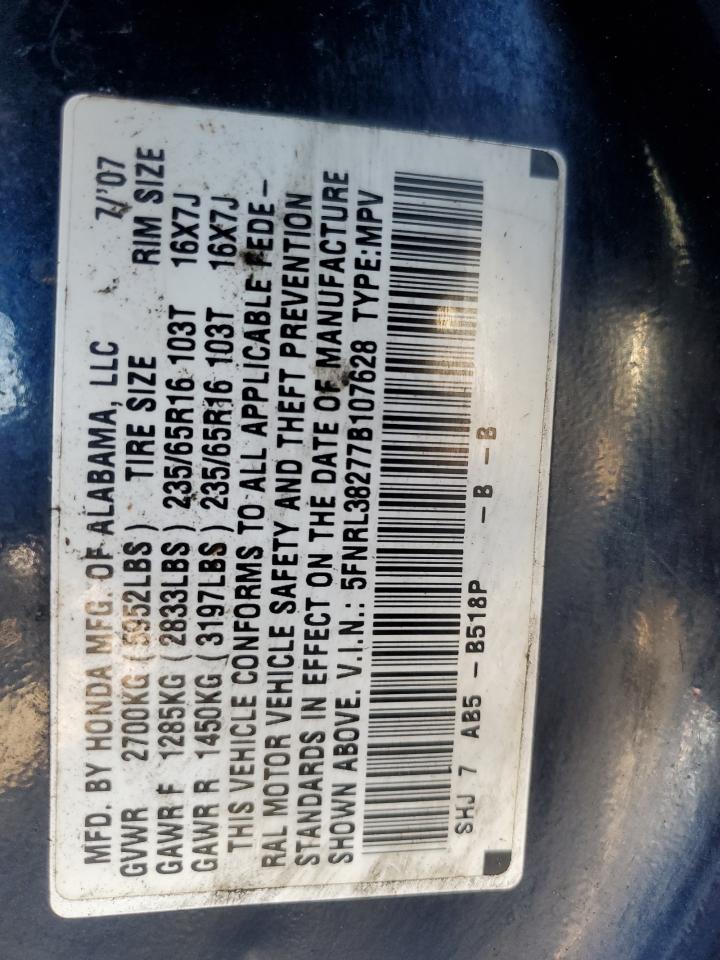 MFD. BY HONDA MFG. OF ALABAMA, LLC 7/'07
GVWR 2700KG (5952LBS) TIRE SIZE RIM SIZE
GAWR F 1285KG (2833LBS) 235/65R16 103T 16X7J
GAWR R 1450KG (3197LBS) 235/65R16 103T 16X7J
THIS VEHICLE CONFORMS TO ALL APPLICABLE FEDE-
RAL MOTOR VEHICLE SAFETY AND THEFT PREVENTION
STANDARDS IN EFFECT ON THE DATE OF MANUFACTURE
SHOWN ABOVE. V.I.N.: 5FNRL38277B107628 TYPE:MPV
SHJ 7 AB5 - B518P - B - B